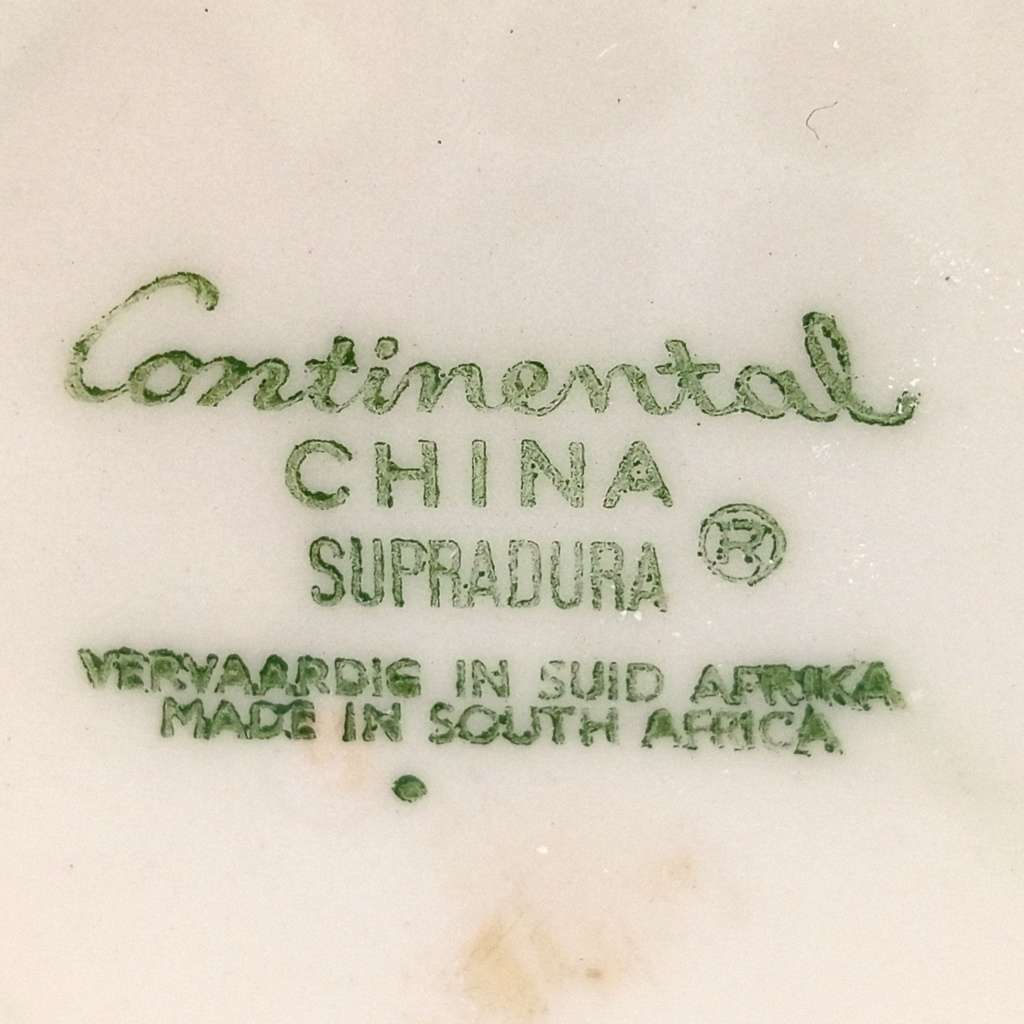 Continental
CHINA
SUPRADURA ®
VERVAARDIG IN SUID AFRIKA
MADE IN SOUTH AFRICA